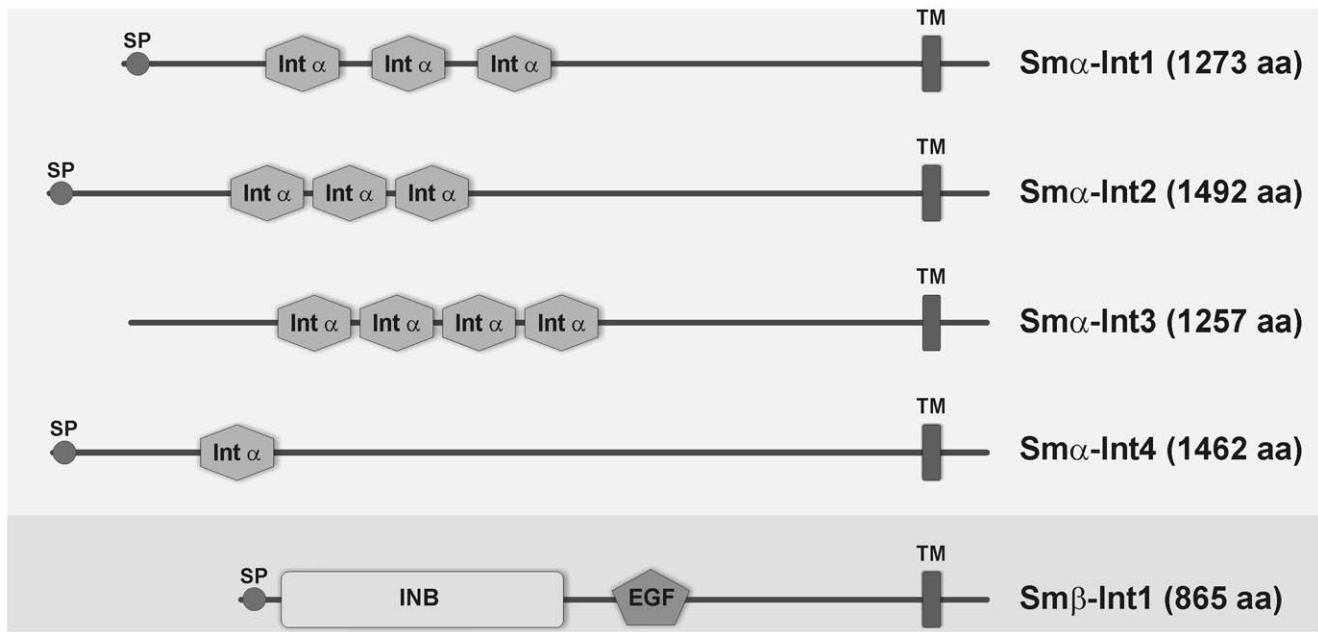 SP Int α Int α Int α TM Smα-Int1 (1273 aa)
SP Int α Int α Int α TM Smα-Int2 (1492 aa)
Int α Int α Int α Int α TM Smα-Int3 (1257 aa)
SP Int α TM Smα-Int4 (1462 aa)
SP INB EGF TM Smβ-Int1 (865 aa)